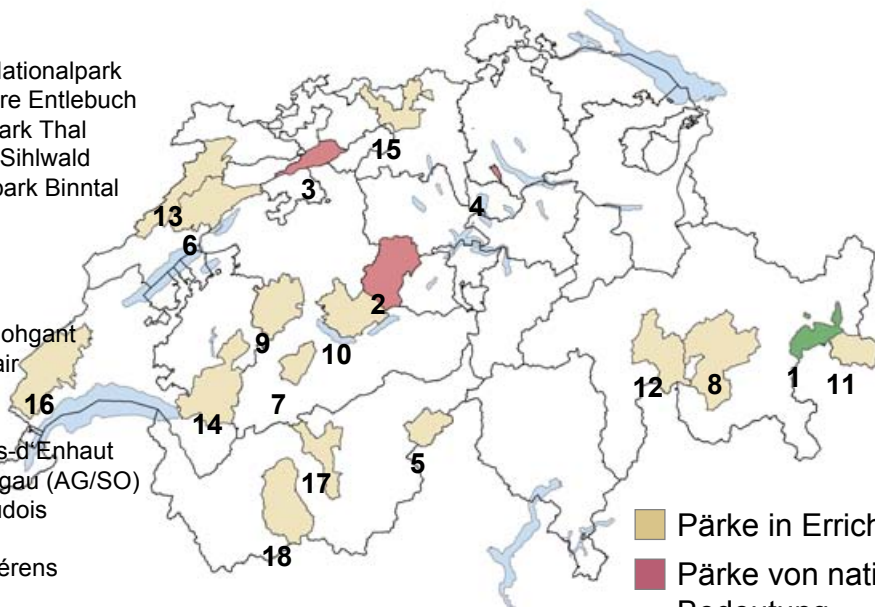 Nationalpark
re Entlebuch
ark Thal
Sihlwald
park Binntal
ohgant
air
s-d'Enhaut
gau (AG/SO)
udois
érens
15
3
4
13
6
2
9
10
7
16
14
12
8
1
11
5
17
18
Pärke in Errich
Pärke von nati
Bedeutung